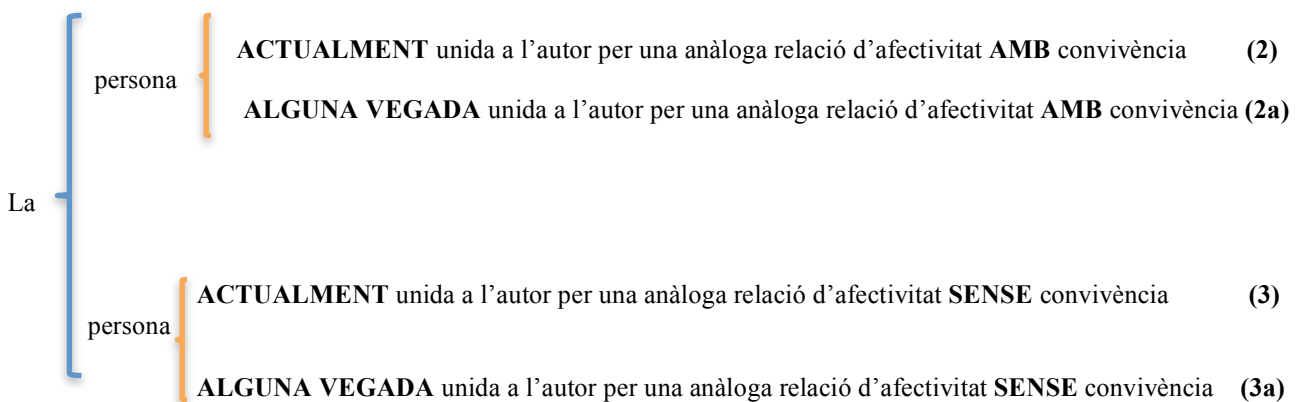 ACTUALMENT unida a l’autor per una anàloga relació d’afectivitat AMB convivència (2)
persona
ALGUNA VEGADA unida a l’autor per una anàloga relació d’afectivitat AMB convivència (2a)
La
ACTUALMENT unida a l’autor per una anàloga relació d’afectivitat SENSE convivència (3)
persona
ALGUNA VEGADA unida a l’autor per una anàloga relació d’afectivitat SENSE convivència (3a)